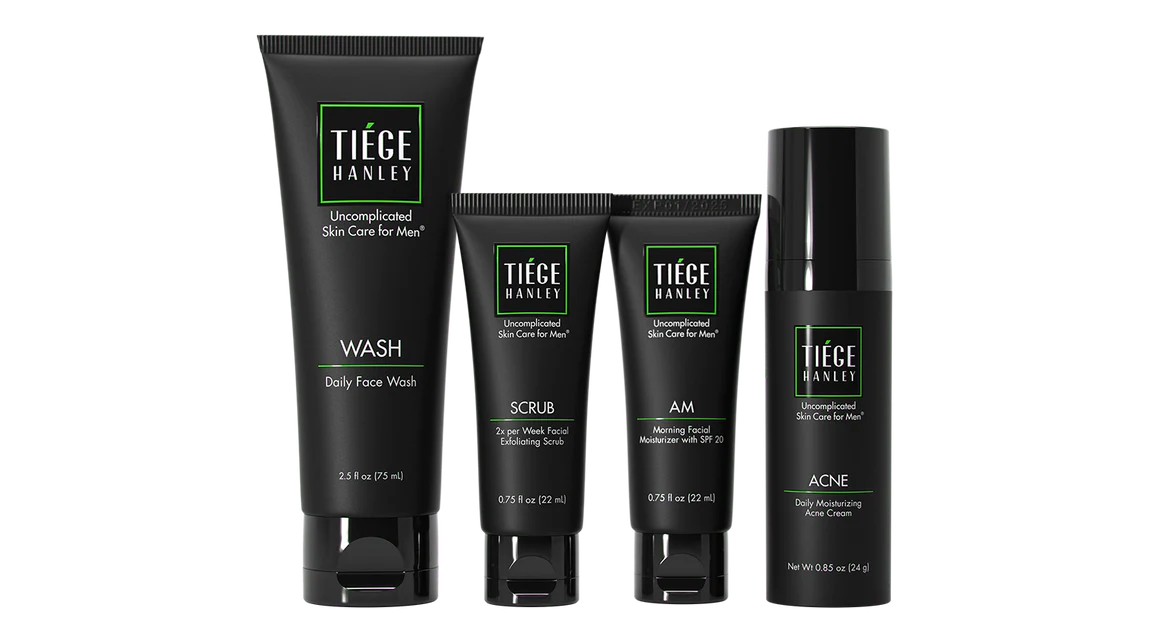 TIÉGE
HANLEY
Uncomplicated
Skin Care for Men®
WASH
Daily Face Wash
2.5 fl oz (75 mL)
TIÉGE
HANLEY
Uncomplicated
Skin Care for Men®
SCRUB
2x per Week Facial
Exfoliating Scrub
0.75 fl oz (22 mL)
EXP 01/2025
TIÉGE
HANLEY
Uncomplicated
Skin Care for Men®
AM
Morning Facial
Moisturizer with SPF 20
0.75 fl oz (22 mL)
TIÉGE
HANLEY
Uncomplicated
Skin Care for Men®
ACNE
Daily Moisturizing
Acne Cream
Net Wt 0.85 oz (24 g)